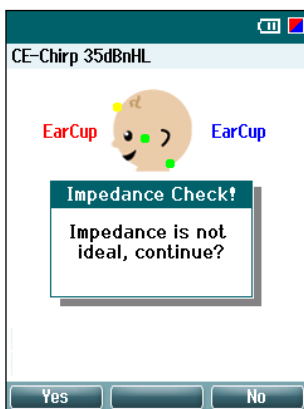 CE-Chirp 35dBnHL
EarCup EarCup
Impedance Check!
Impedance is not
ideal, continue?
Yes No